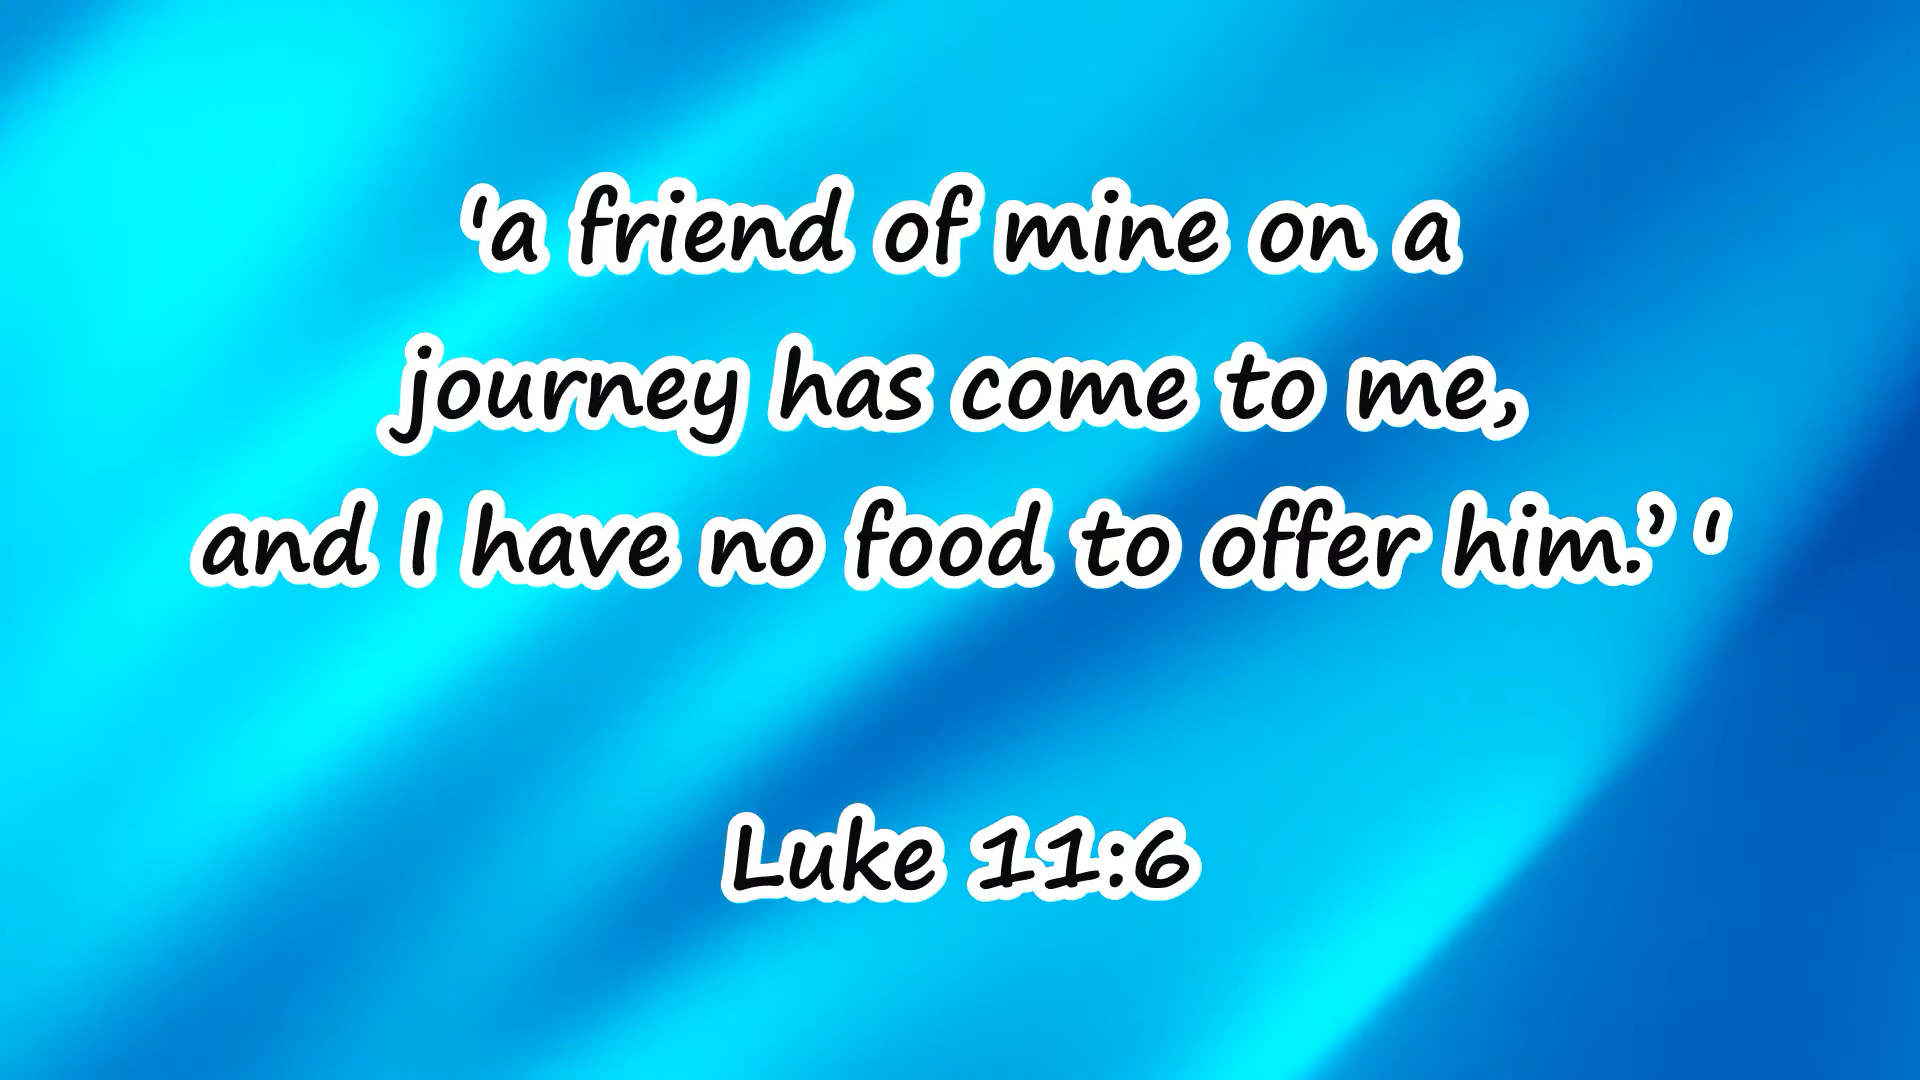 'a friend of mine on a
journey has come to me,
and I have no food to offer him.’ '
Luke 11:6